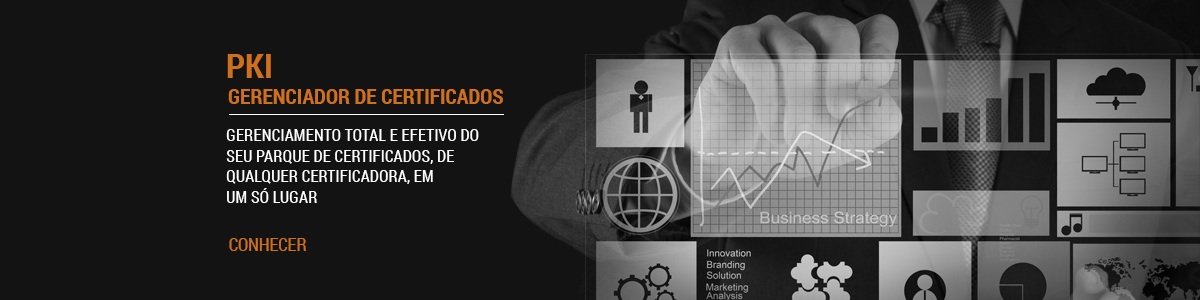 PKI
GERENCIADOR DE CERTIFICADOS
GERENCIAMENTO TOTAL E EFETIVO DO
SEU PARQUE DE CERTIFICADOS, DE
QUALQUER CERTIFICADORA, EM
UM SÓ LUGAR
CONHECER
Business Strategy
Innovation
Branding
Solution
Marketing
Analysis